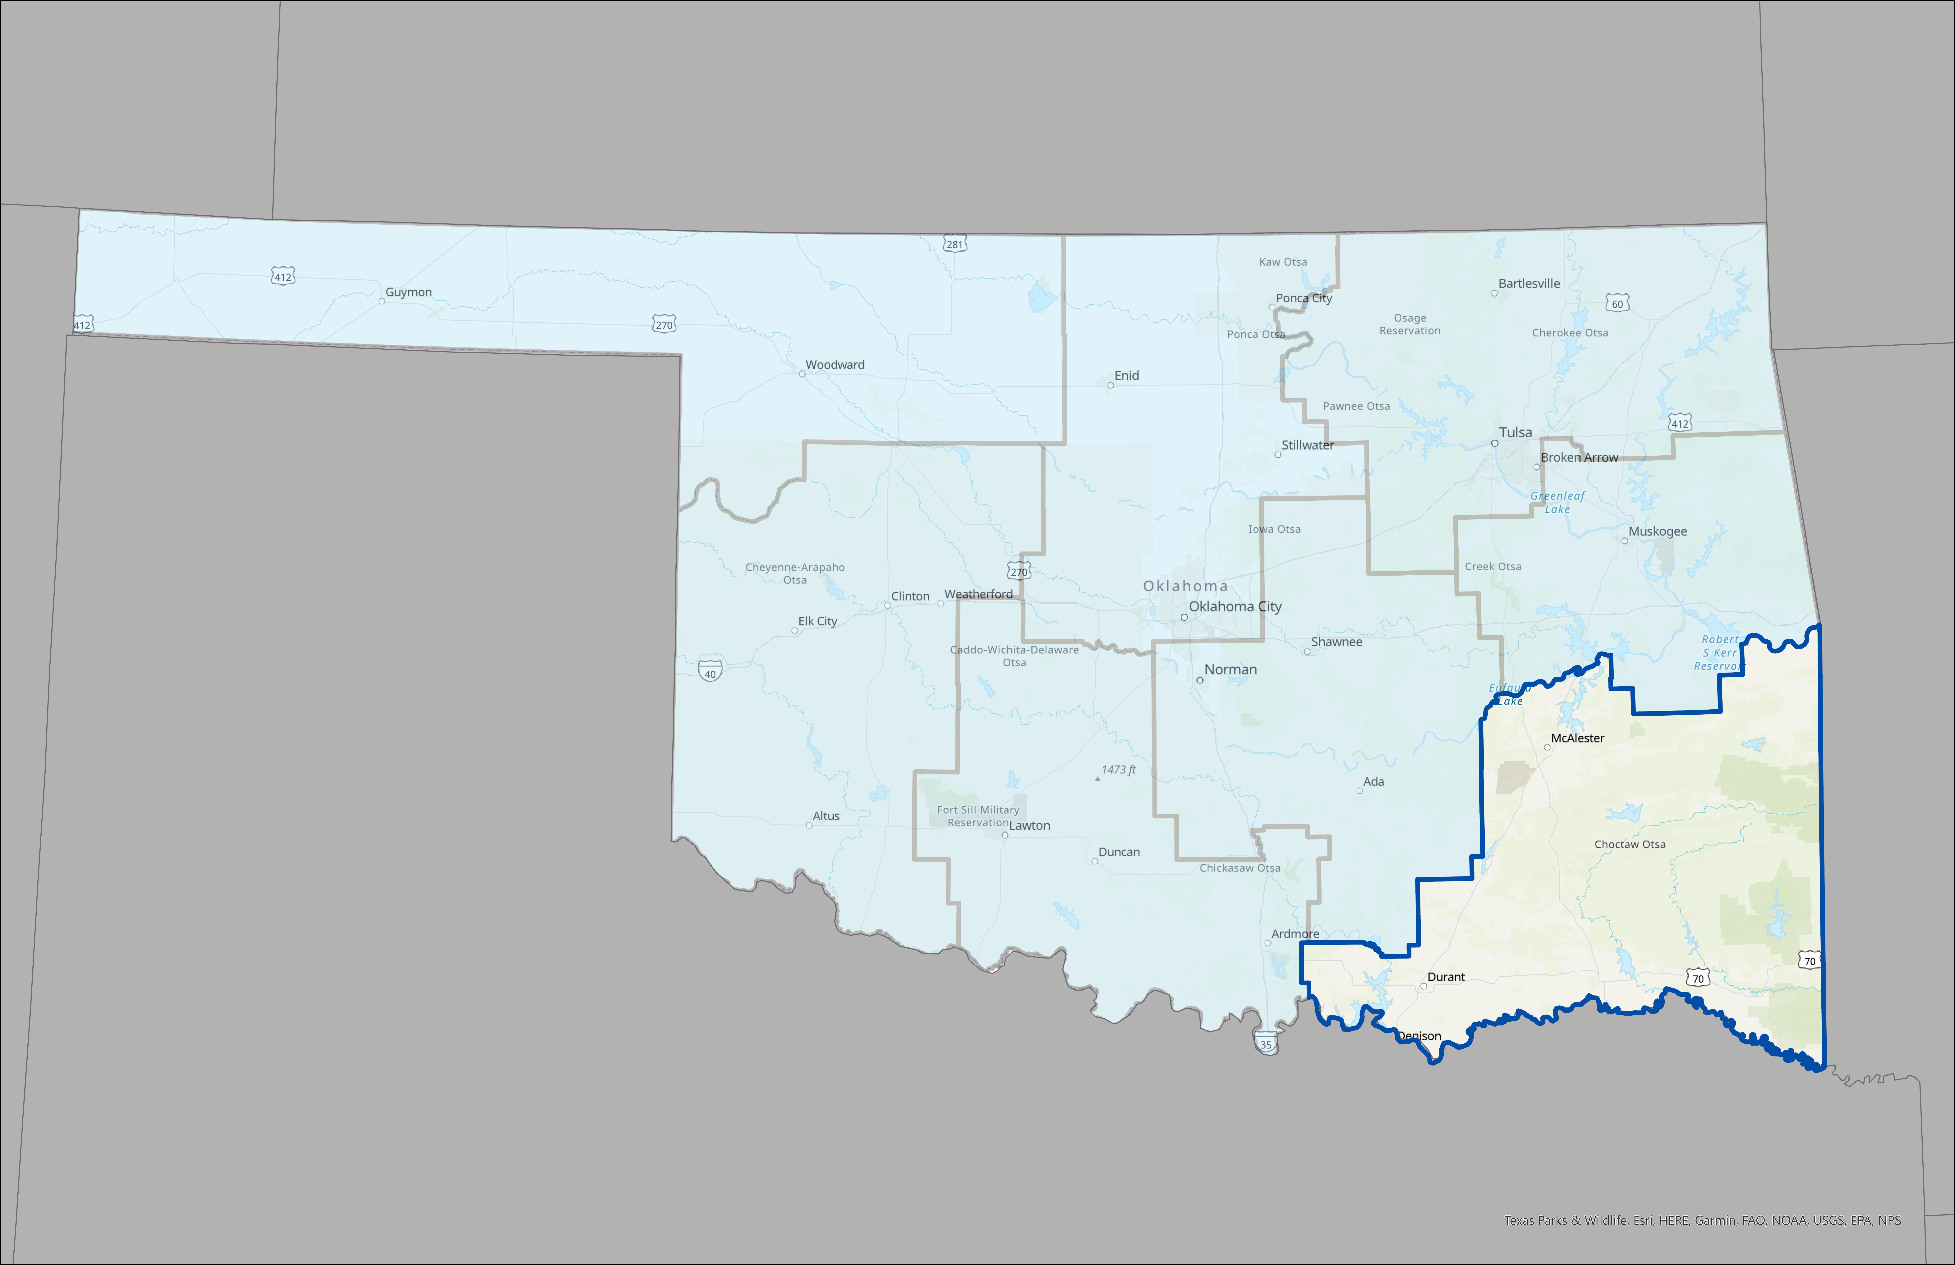 281
Kaw Otsa
412
Guymon
Bartlesville
Ponca City
60
412
270
Osage
Reservation
Ponca Otsa
Cherokee Otsa
Woodward
Enid
Pawnee Otsa
412
Tulsa
Stillwater
Broken Arrow
Greenleaf
Lake
Iowa Otsa
Muskogee
Cheyenne-Arapaho
Otsa
270
Creek Otsa
Oklahoma
Clinton
Weatherford
Oklahoma City
Elk City
Shawnee
Robert
S Kerr
Reservoir
Caddo-Wichita-Delaware
Otsa
40
Norman
Eufaula
Lake
McAlester
1473 ft
Ada
Fort Sill Military
Reservation
Altus
Lawton
Choctaw Otsa
Duncan
Chickasaw Otsa
Ardmore
70
Durant
70
Denison
35
Texas Parks & Wildlife, Esri, HERE, Garmin, FAO, NOAA, USGS, EPA, NPS